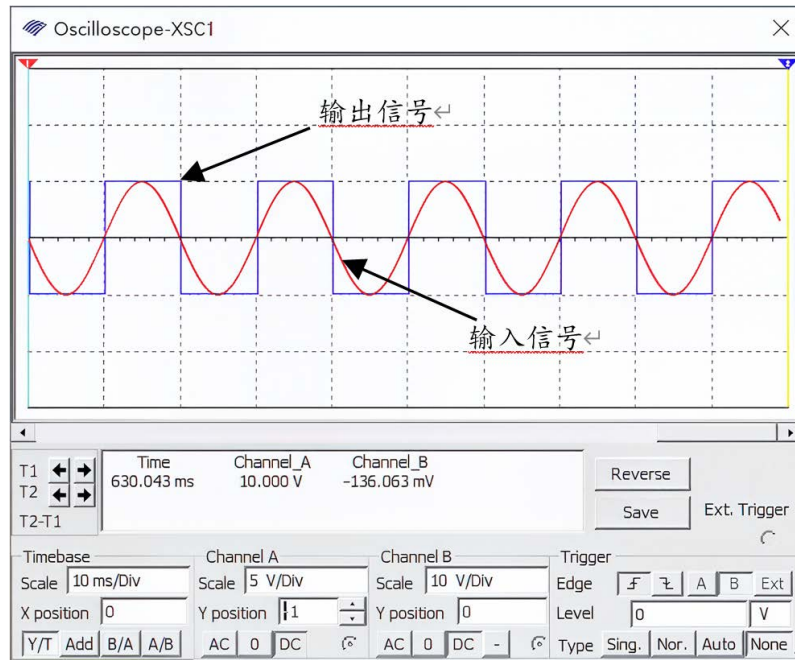 Oscilloscope-XSC1
输出信号↵
输入信号↵
T1
T2
T2-T1
Time Channel_A Channel_B
630.043 ms 10.000 V -136.063 mV
Reverse
Save
Ext. Trigger
Timebase
Scale 10 ms/Div
X position 0
Y/T Add B/A A/B
Channel A
Scale 5 V/Div
Y position 1
AC 0 DC
Channel B
Scale 10 V/Div
Y position 0
AC 0 DC -
Trigger
Edge A B Ext
Level 0 V
Type Sing. Nor. Auto None